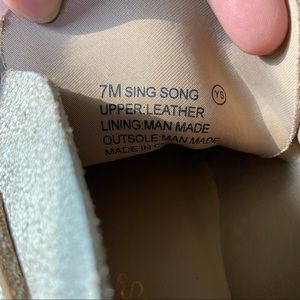 7M SING SONG
YS
UPPER:LEATHER
LINING:MAN MADE
OUTSOLE:MAN MADE
MADE IN